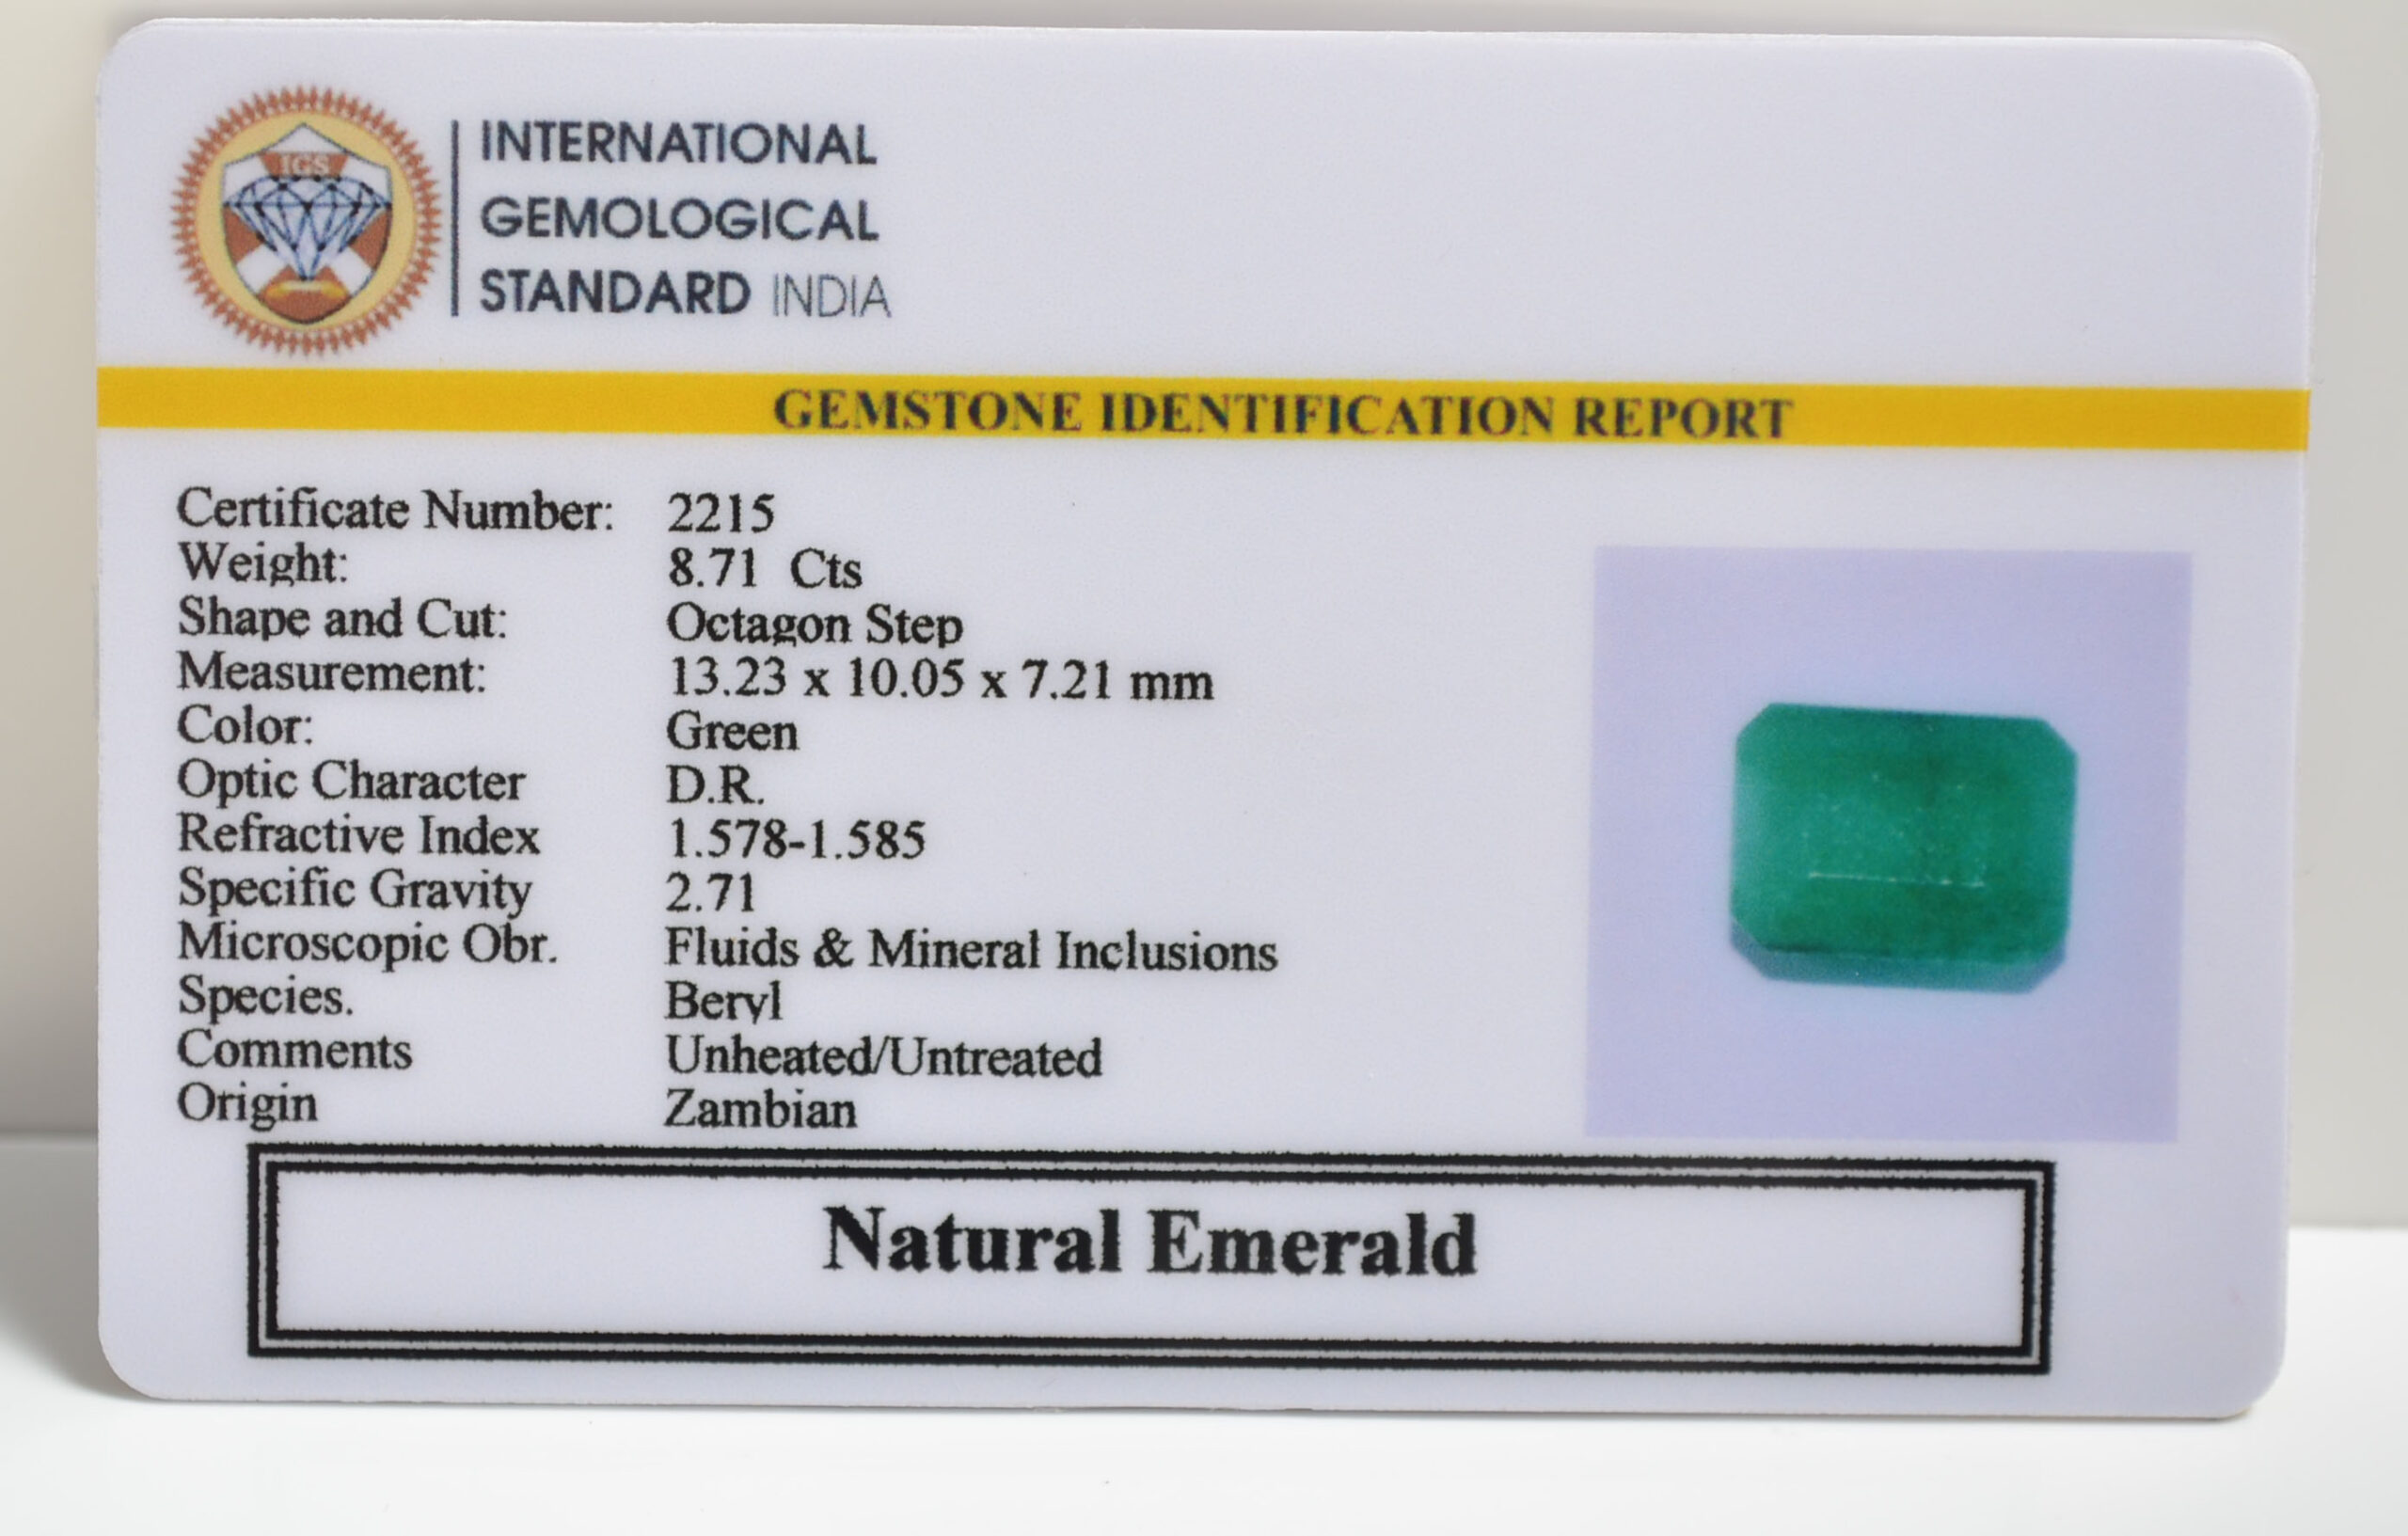 IGS
INTERNATIONAL
GEMOLOGICAL
STANDARD INDIA
GEMSTONE IDENTIFICATION REPORT
Certificate Number: 2215
Weight: 8.71 Cts
Shape and Cut: Octagon Step
Measurement: 13.23 x 10.05 x 7.21 mm
Color: Green
Optic Character D.R.
Refractive Index 1.578-1.585
Specific Gravity 2.71
Microscopic Obr. Fluids & Mineral Inclusions
Species. Beryl
Comments Unheated/Untreated
Origin Zambian
Natural Emerald